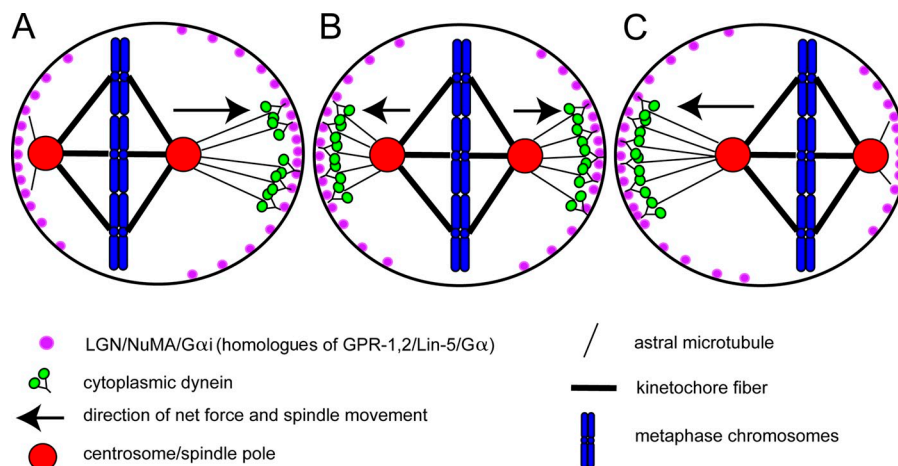 A
B
C
LGN/NuMA/Gαi (homologues of GPR-1,2/Lin-5/Gα)
cytoplasmic dynein
direction of net force and spindle movement
centrosome/spindle pole
astral microtubule
kinetochore fiber
metaphase chromosomes